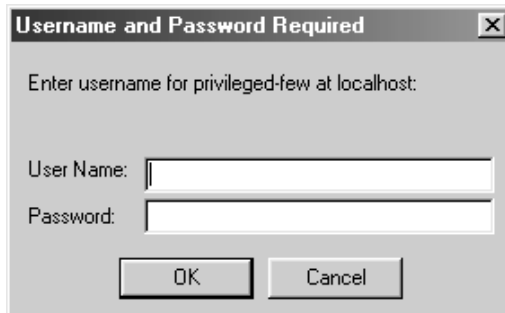 Username and Password Required
Enter username for privileged-few at localhost:
User Name:
Password:
OK Cancel